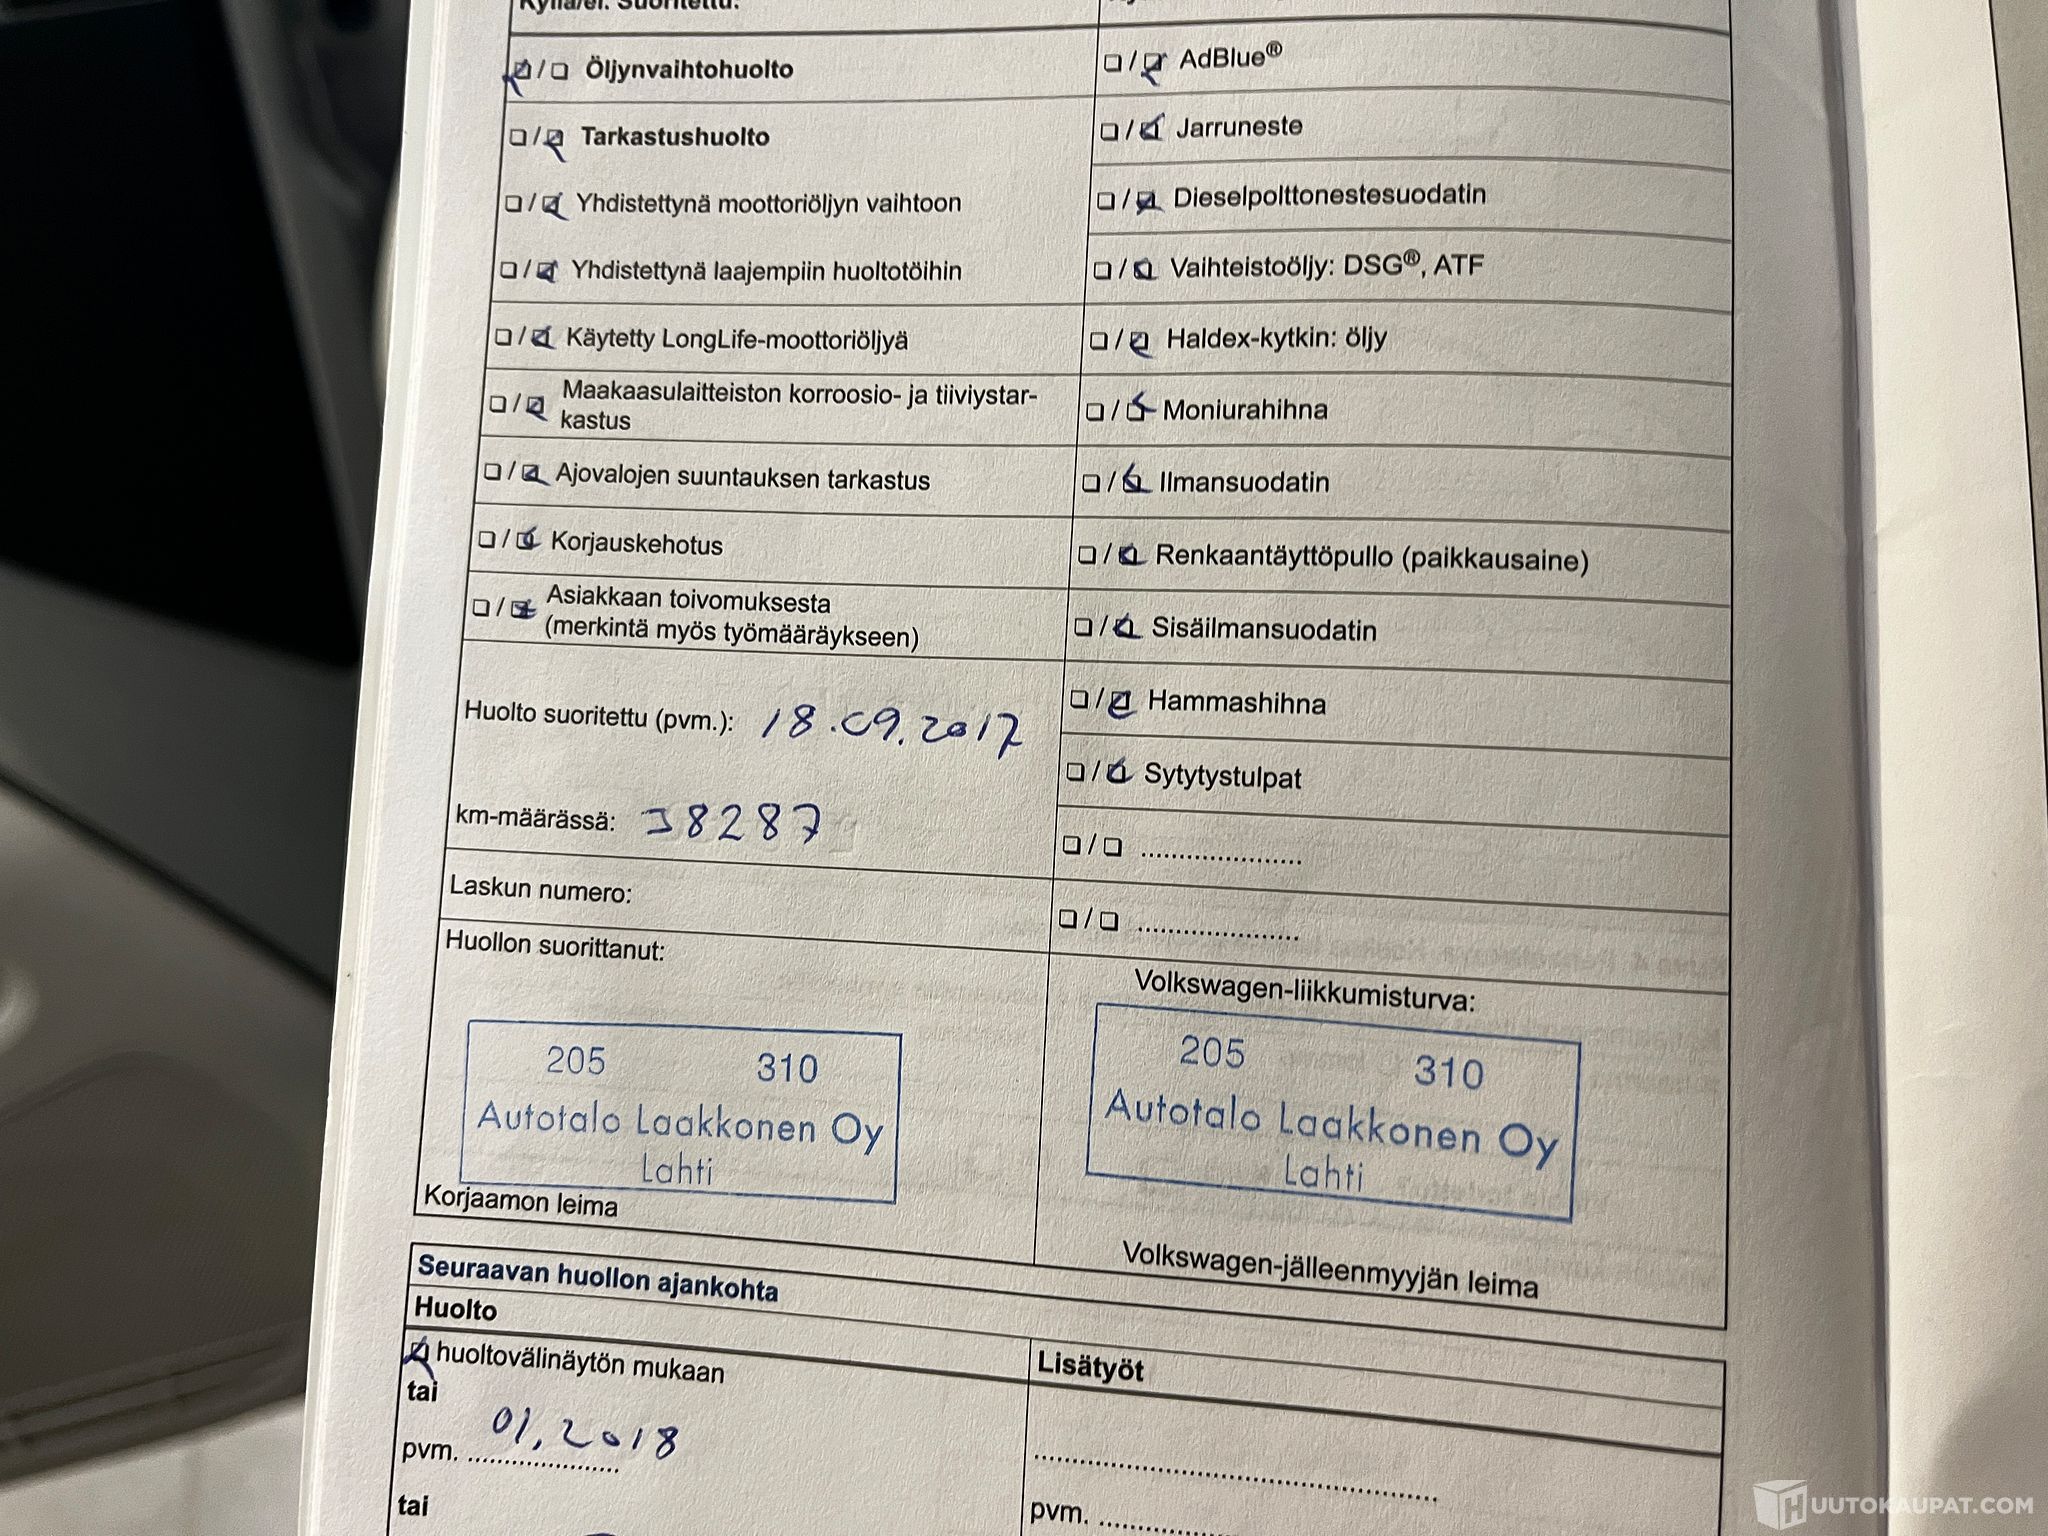 Kyllä/ei: Suoritettu:
Öljynvaihtohuolto
Tarkastushuolto
Yhdistettynä moottoriöljyn vaihtoon
Yhdistettynä laajempiin huoltotöihin
Käytetty LongLife-moottoriöljyä
Maakaasulaitteiston korroosio- ja tiiviystar-
kastus
Ajovalojen suuntauksen tarkastus
Korjauskehotus
Asiakkaan toivomuksesta
(merkintä myös työmääräykseen)
Huolto suoritettu (pvm.): 18.09.2017
km-määrässä: 38287
Laskun numero:
Huollon suorittanut:
205 310
Autotalo Laakkonen Oy
Lahti
Korjaamon leima
AdBlue®
Jarruneste
Dieselpolttonestesuodatin
Vaihteistoöljy: DSG®, ATF
Haldex-kytkin: öljy
Moniurahihna
Ilmansuodatin
Renkaantäyttöpullo (paikkausaine)
Sisäilmansuodatin
Hammashihna
Sytytystulpat
Volkswagen-liikkumisturva:
205 310
Autotalo Laakkonen Oy
Lahti
Volkswagen-jälleenmyyjän leima
Seuraavan huollon ajankohta
Huolto
huoltovälinäytön mukaan
tai
pvm. 01.2018
tai
Lisätyöt
pvm.
HUUTOKAUPAT.COM